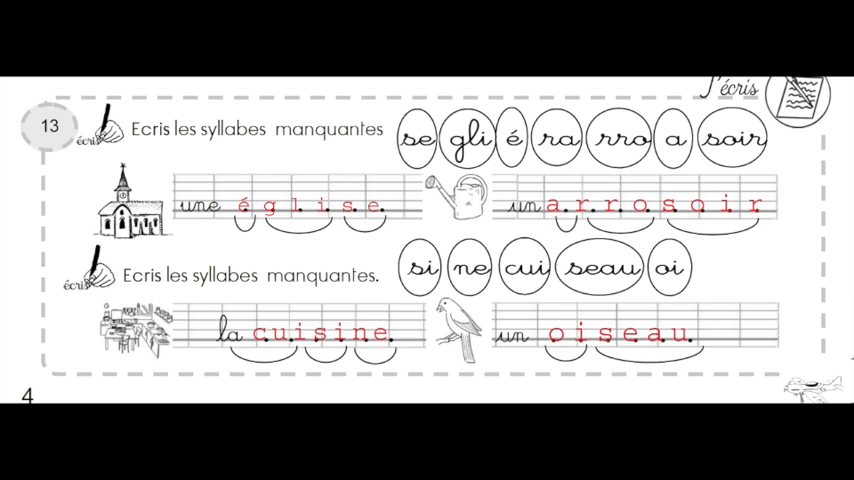 J'écris
13
écris
Ecris les syllabes manquantes
se gli é ra rro a soir
une église
un arrosoir
écris
Ecris les syllabes manquantes.
si ne cui seau oi
la cuisine
un oiseau
4